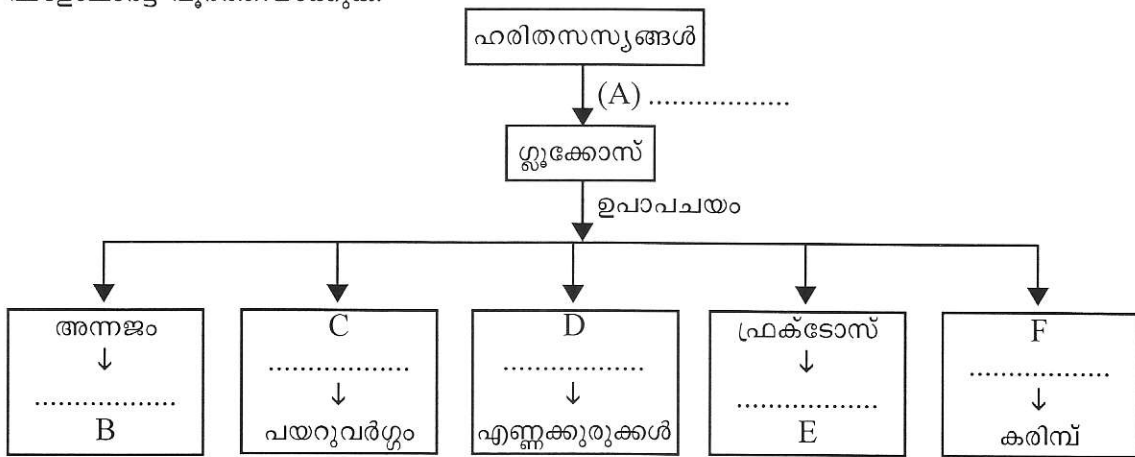 ഹരിതസസ്യങ്ങൾ
(A) ..................
ഗ്ലൂക്കോസ്
ഉപാപചയം
അന്നജം
↓
..................
B
C
..................
↓
പയറുവർഗ്ഗം
D
..................
↓
എണ്ണക്കുരുക്കൾ
ഫ്രക്ടോസ്
↓
..................
E
F
..................
↓
കരിമ്പ്